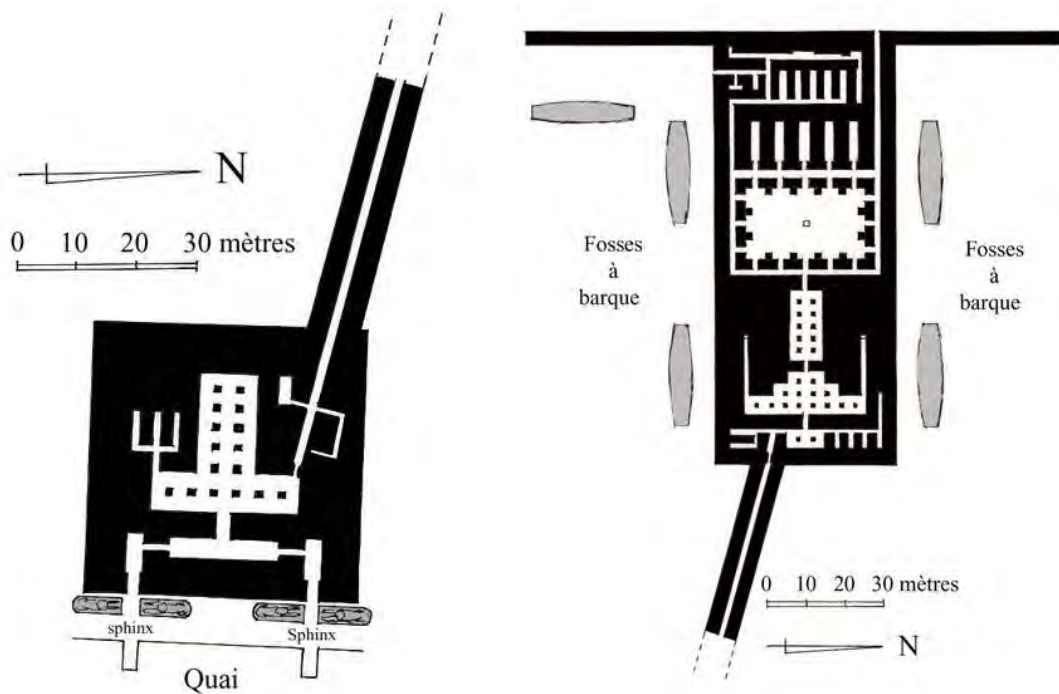 N
0 10 20 30 mètres
sphinx
Sphinx
Quai
Fosses
à
barque
Fosses
à
barque
0 10 20 30 mètres
N